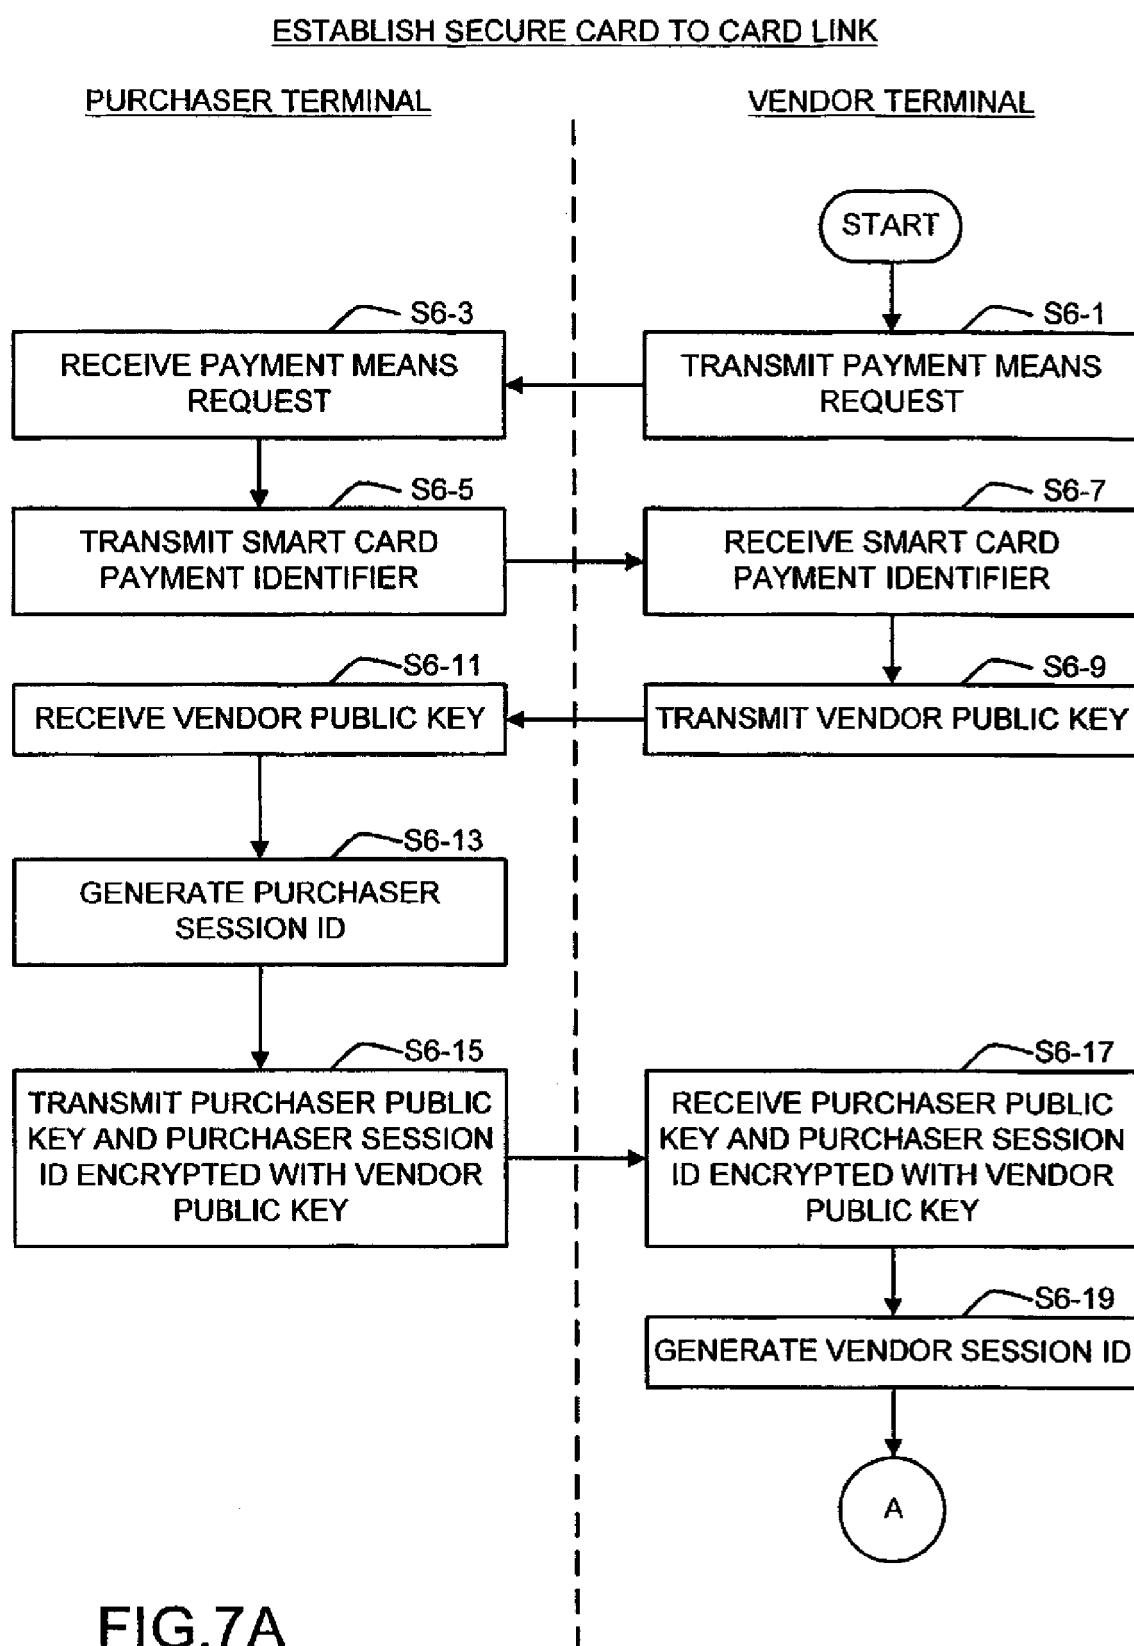 ESTABLISH SECURE CARD TO CARD LINK
PURCHASER TERMINAL
VENDOR TERMINAL
START
S6-3
S6-1
RECEIVE PAYMENT MEANS
REQUEST
TRANSMIT PAYMENT MEANS
REQUEST
S6-5
S6-7
TRANSMIT SMART CARD
PAYMENT IDENTIFIER
RECEIVE SMART CARD
PAYMENT IDENTIFIER
S6-11
S6-9
RECEIVE VENDOR PUBLIC KEY
TRANSMIT VENDOR PUBLIC KEY
S6-13
GENERATE PURCHASER
SESSION ID
S6-15
S6-17
TRANSMIT PURCHASER PUBLIC
KEY AND PURCHASER SESSION
ID ENCRYPTED WITH VENDOR
PUBLIC KEY
RECEIVE PURCHASER PUBLIC
KEY AND PURCHASER SESSION
ID ENCRYPTED WITH VENDOR
PUBLIC KEY
S6-19
GENERATE VENDOR SESSION ID
A
FIG.7A